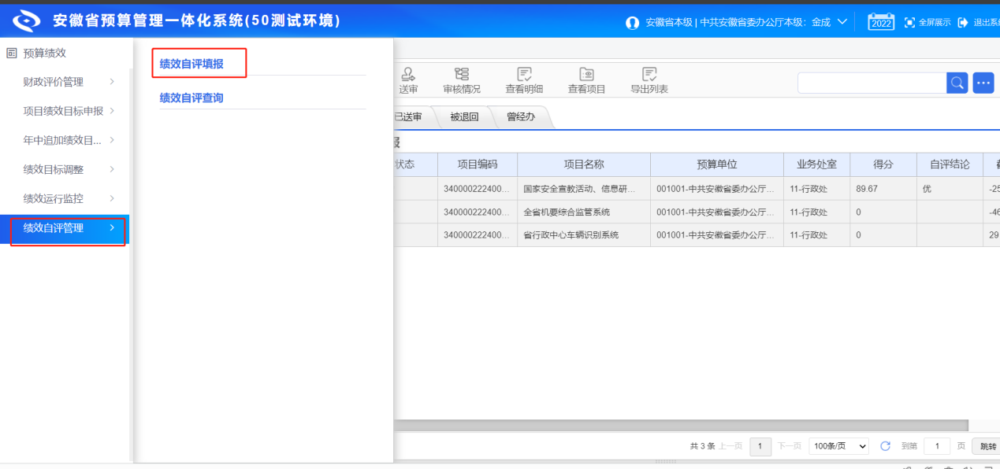 安徽省预算管理一体化系统(50测试环境)
安徽省本级 | 中共安徽省委办公厅本级：金成
2022
全屏展示
退出系
预算绩效
财政评价管理
项目绩效目标申报
年中追加绩效目...
绩效目标调整
绩效运行监控
绩效自评管理
绩效自评填报
绩效自评查询
送审 审核情况 查看明细 查看项目 导出列表
已送审 被退回 曾经办
报
状态 项目编码 项目名称 预算单位 业务处室 得分 自评结论
340000222400... 国家安全宣教活动、信息研... 001001-中共安徽省委办公厅... 11-行政处 89.67 优 -25
340000222400... 全省机要综合监管系统 001001-中共安徽省委办公厅... 11-行政处 0 -46
340000222400... 省行政中心车辆识别系统 001001-中共安徽省委办公厅... 11-行政处 0 29
共 3 条 上一页 1 下一页 100条/页 到第 1 页 跳转